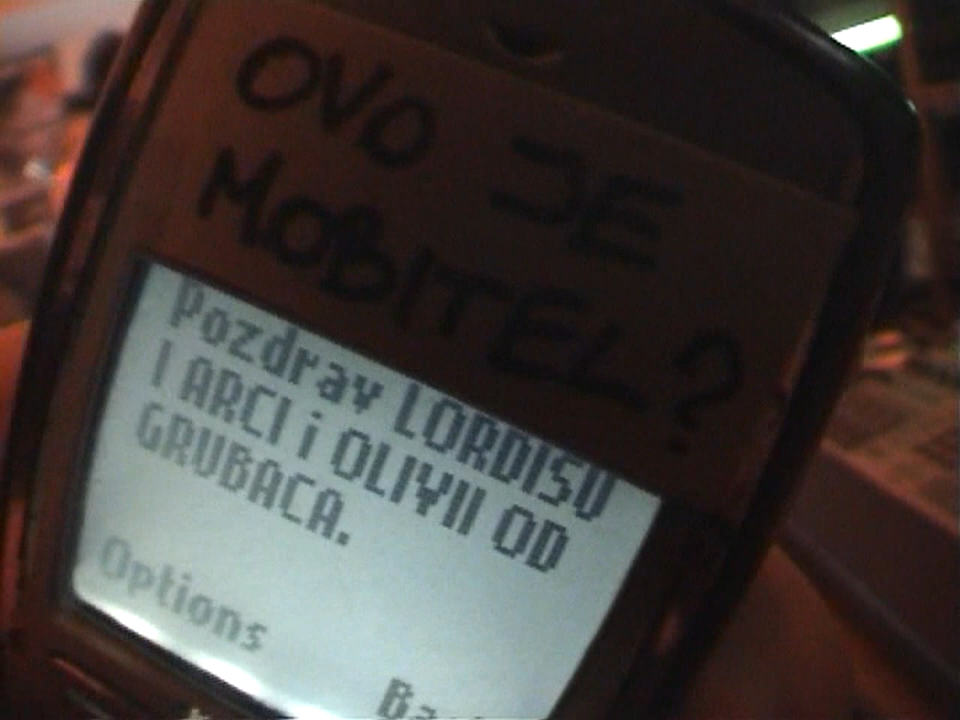 OVO JE
MOBITEL?
Pozdrav LORDISU
I ARCI i OLIVII OD
GRUBACA.
Options